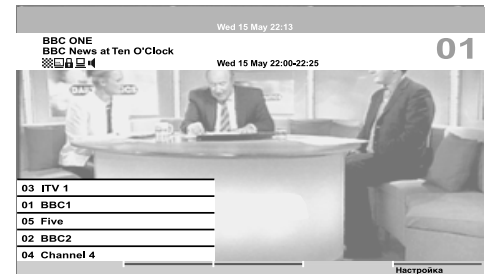 Wed 15 May 22:13
BBC ONE
BBC News at Ten O'Clock
01
Wed 15 May 22:00-22:25
03 ITV 1
01 BBC1
05 Five
02 BBC2
04 Channel 4
Настройка